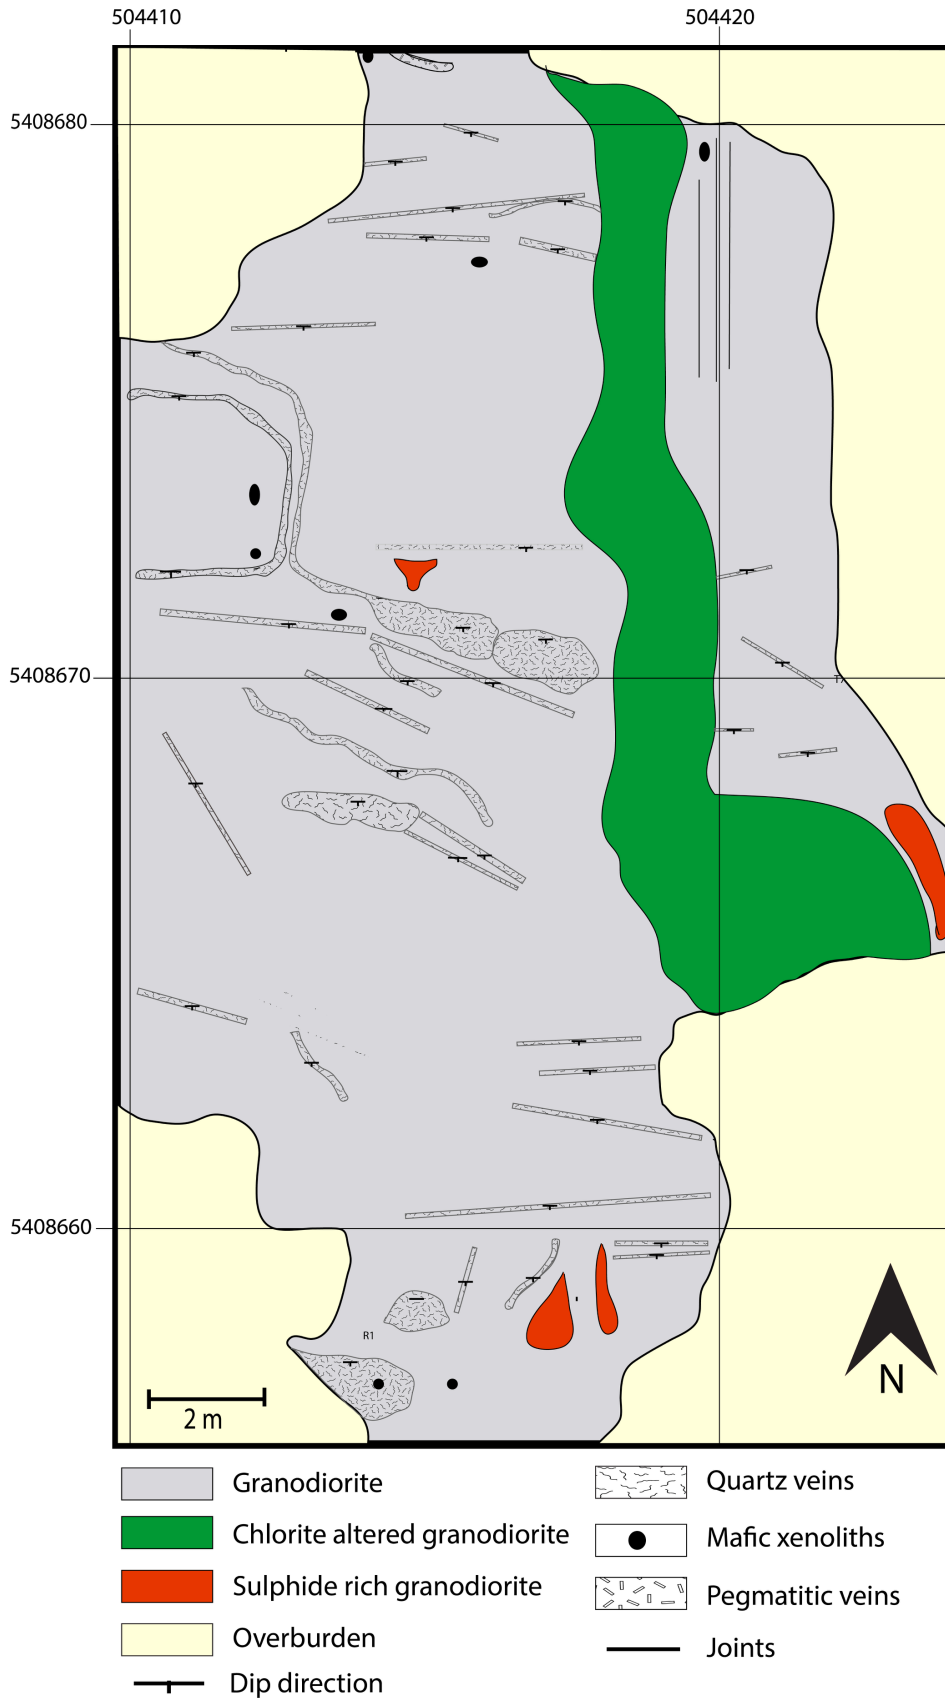 504410 504420
5408680
5408670
5408660
R1
2 m
N
Granodiorite
Chlorite altered granodiorite
Sulphide rich granodiorite
Overburden
Dip direction
Quartz veins
Mafic xenoliths
Pegmatitic veins
Joints